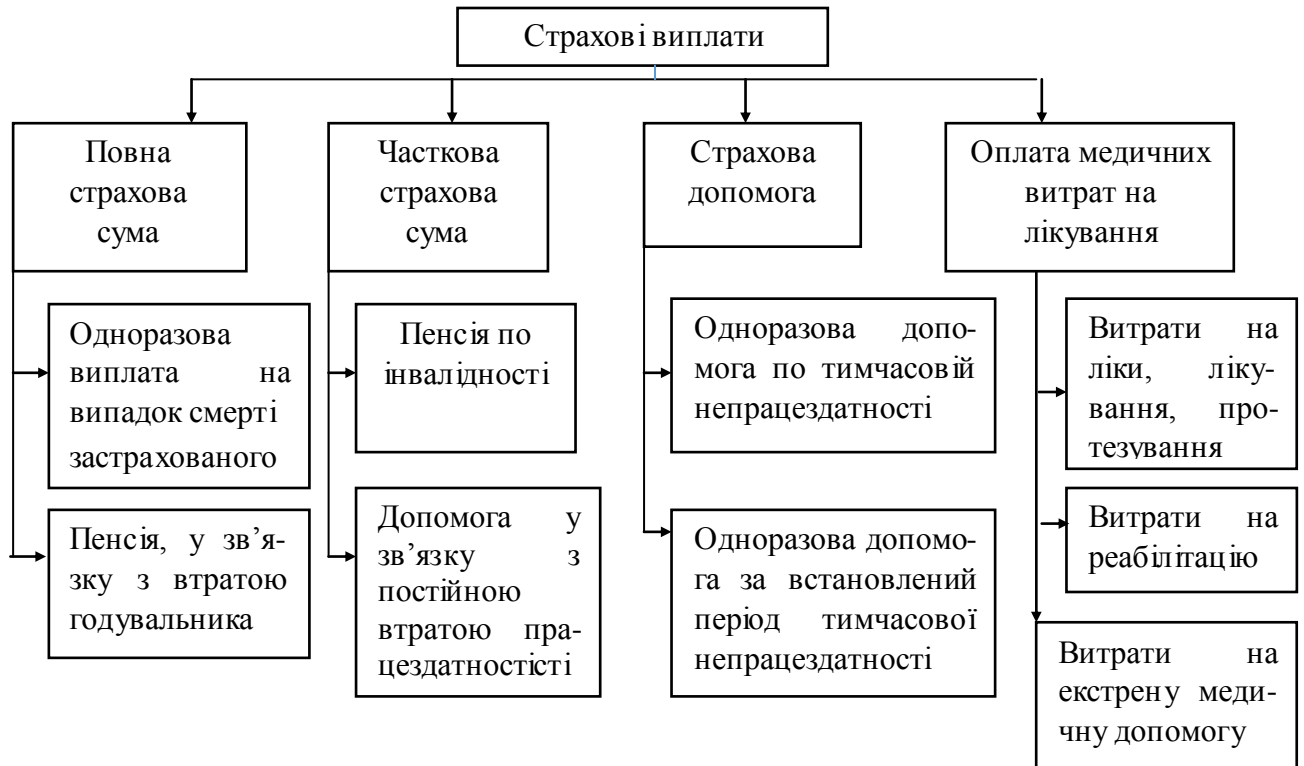 Страхові виплати
Повна
страхова
сума
Часткова
страхова
сума
Страхова
допомога
Оплата медичних
витрат на
лікування
Одноразова
виплата на
випадок смерті
застрахованого
Пенсія по
інвалідності
Одноразова допо-
мога по тимчасовій
непрацездатності
Витрати на
ліки, ліку-
вання, про-
тезування
Пенсія, у зв’я-
зку з втратою
годувальника
Допомога у
зв’язку з
постійною
втратою пра-
цездатностісті
Одноразова допомо-
га за встановлений
період тимчасової
непрацездатності
Витрати на
реабілітацію
Витрати на
екстрену меди-
чну допомогу